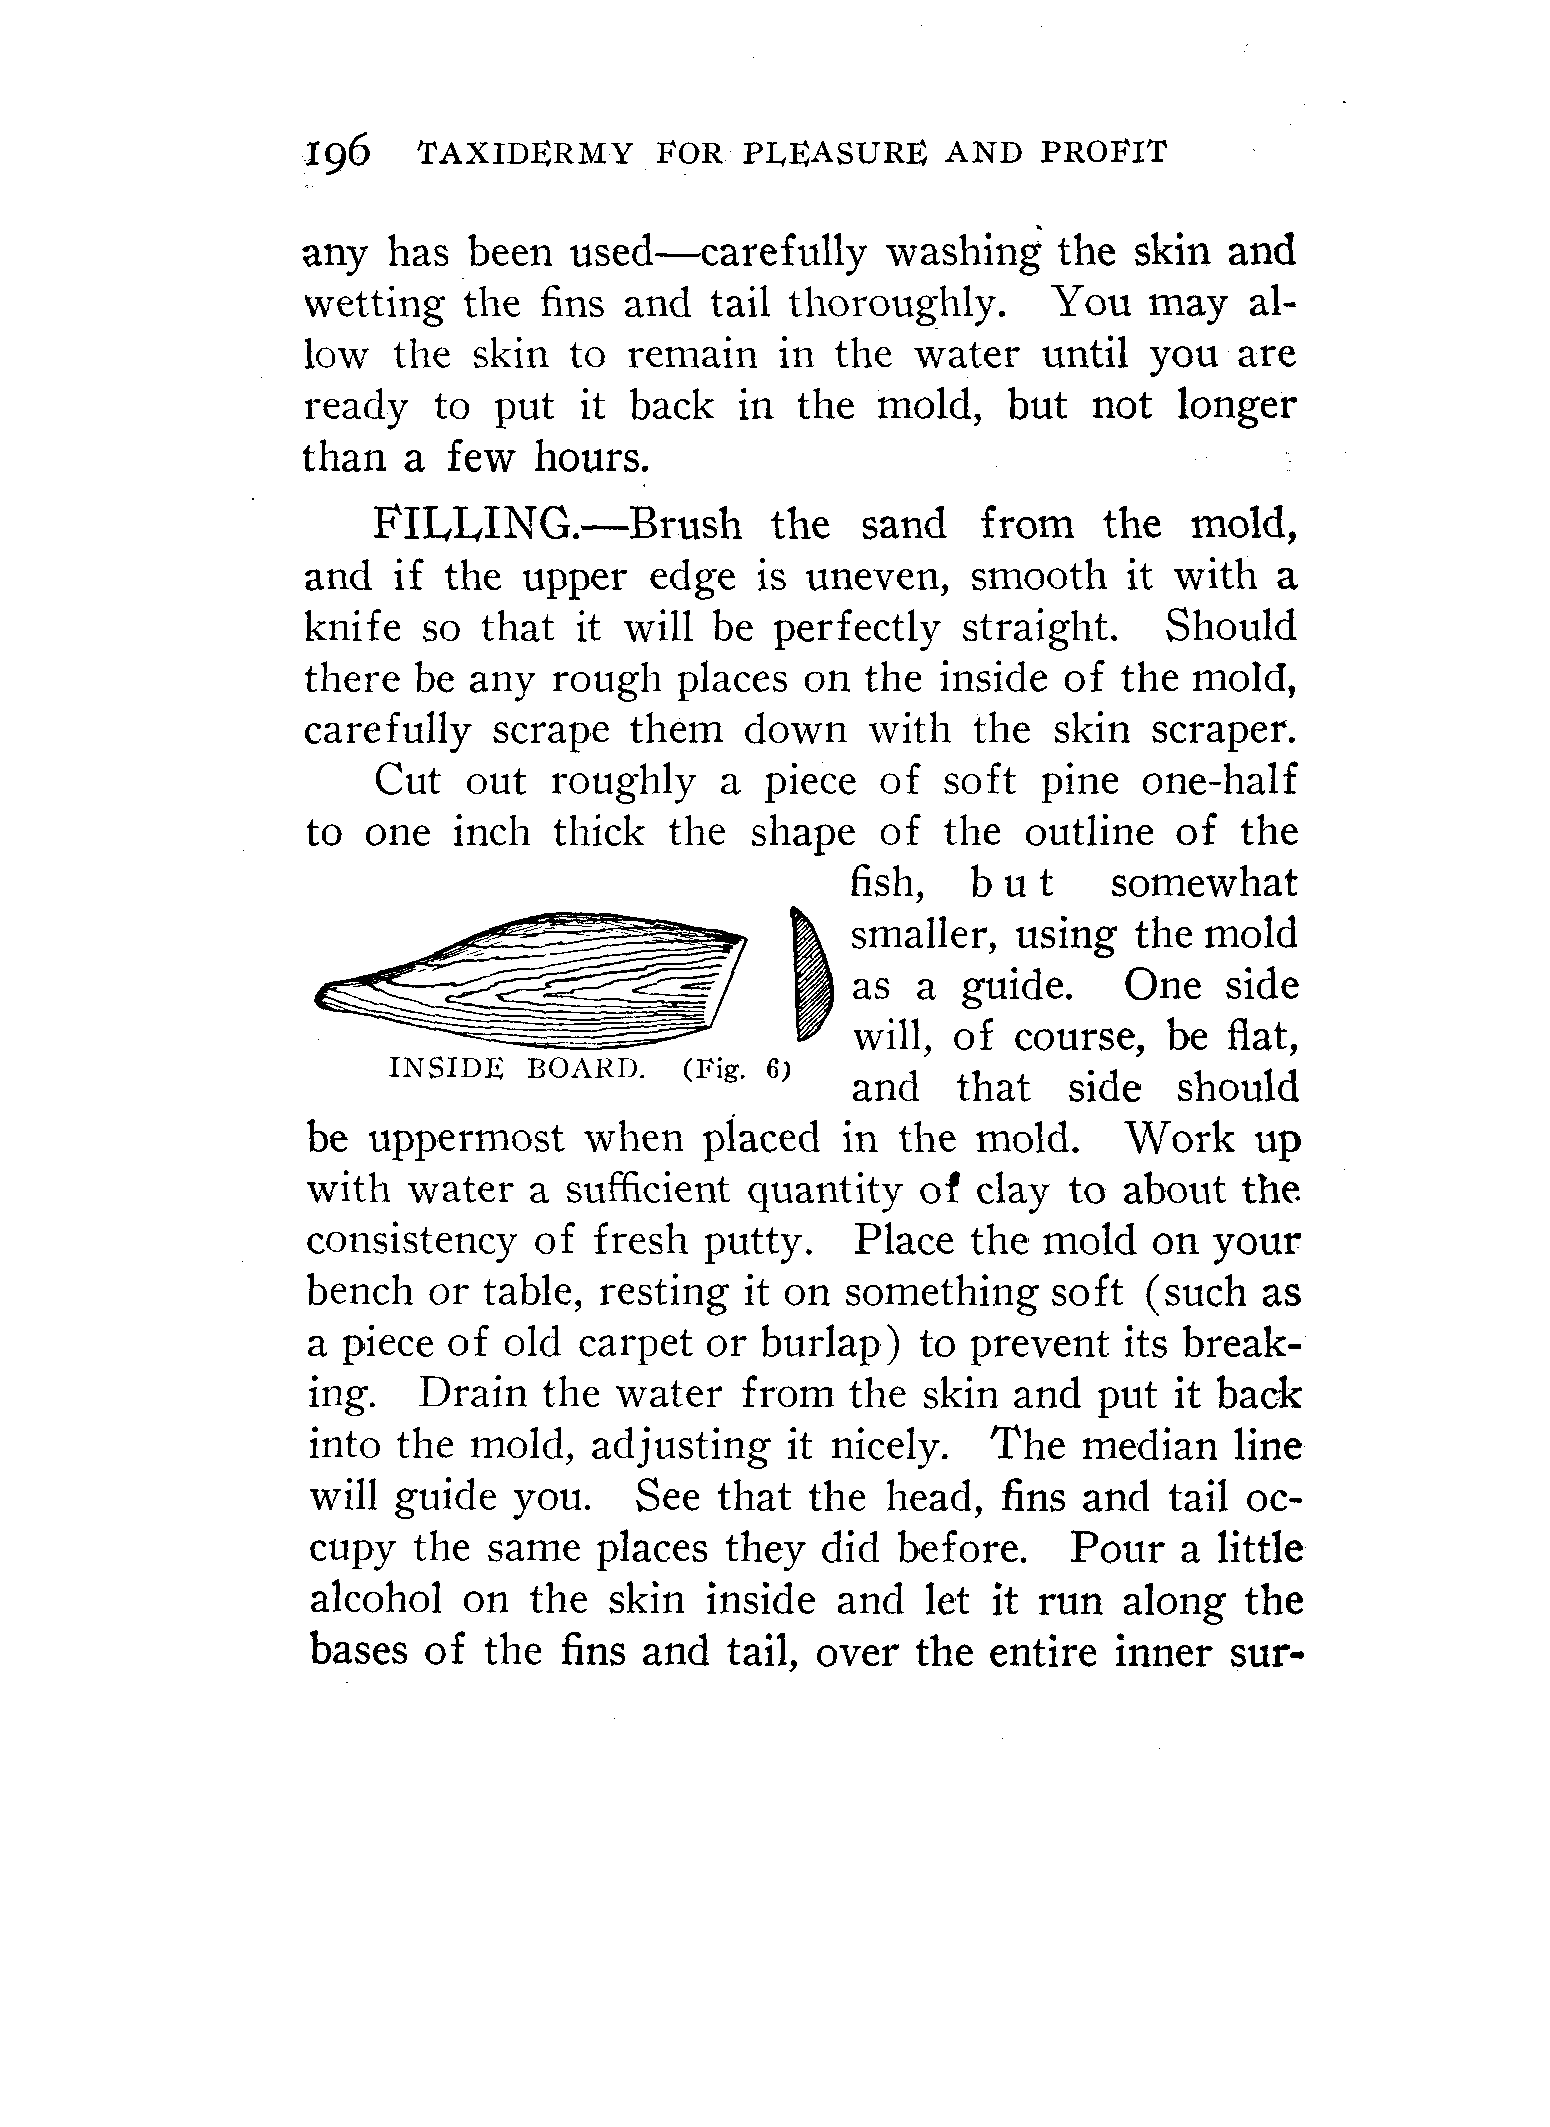 196 TAXIDERMY FOR PLEASURE AND PROFIT
any has been used—carefully washing the skin and
wetting the fins and tail thoroughly. You may al-
low the skin to remain in the water until you are
ready to put it back in the mold, but not longer
than a few hours.
FILLING.—Brush the sand from the mold,
and if the upper edge is uneven, smooth it with a
knife so that it will be perfectly straight. Should
there be any rough places on the inside of the mold,
carefully scrape them down with the skin scraper.
Cut out roughly a piece of soft pine one-half
to one inch thick the shape of the outline of the
fish, but somewhat
smaller, using the mold
as a guide. One side
will, of course, be flat,
and that side should
INSIDE BOARD. (Fig. 6)
be uppermost when placed in the mold. Work up
with water a sufficient quantity of clay to about the
consistency of fresh putty. Place the mold on your
bench or table, resting it on something soft (such as
a piece of old carpet or burlap) to prevent its break-
ing. Drain the water from the skin and put it back
into the mold, adjusting it nicely. The median line
will guide you. See that the head, fins and tail oc-
cupy the same places they did before. Pour a little
alcohol on the skin inside and let it run along the
bases of the fins and tail, over the entire inner sur-